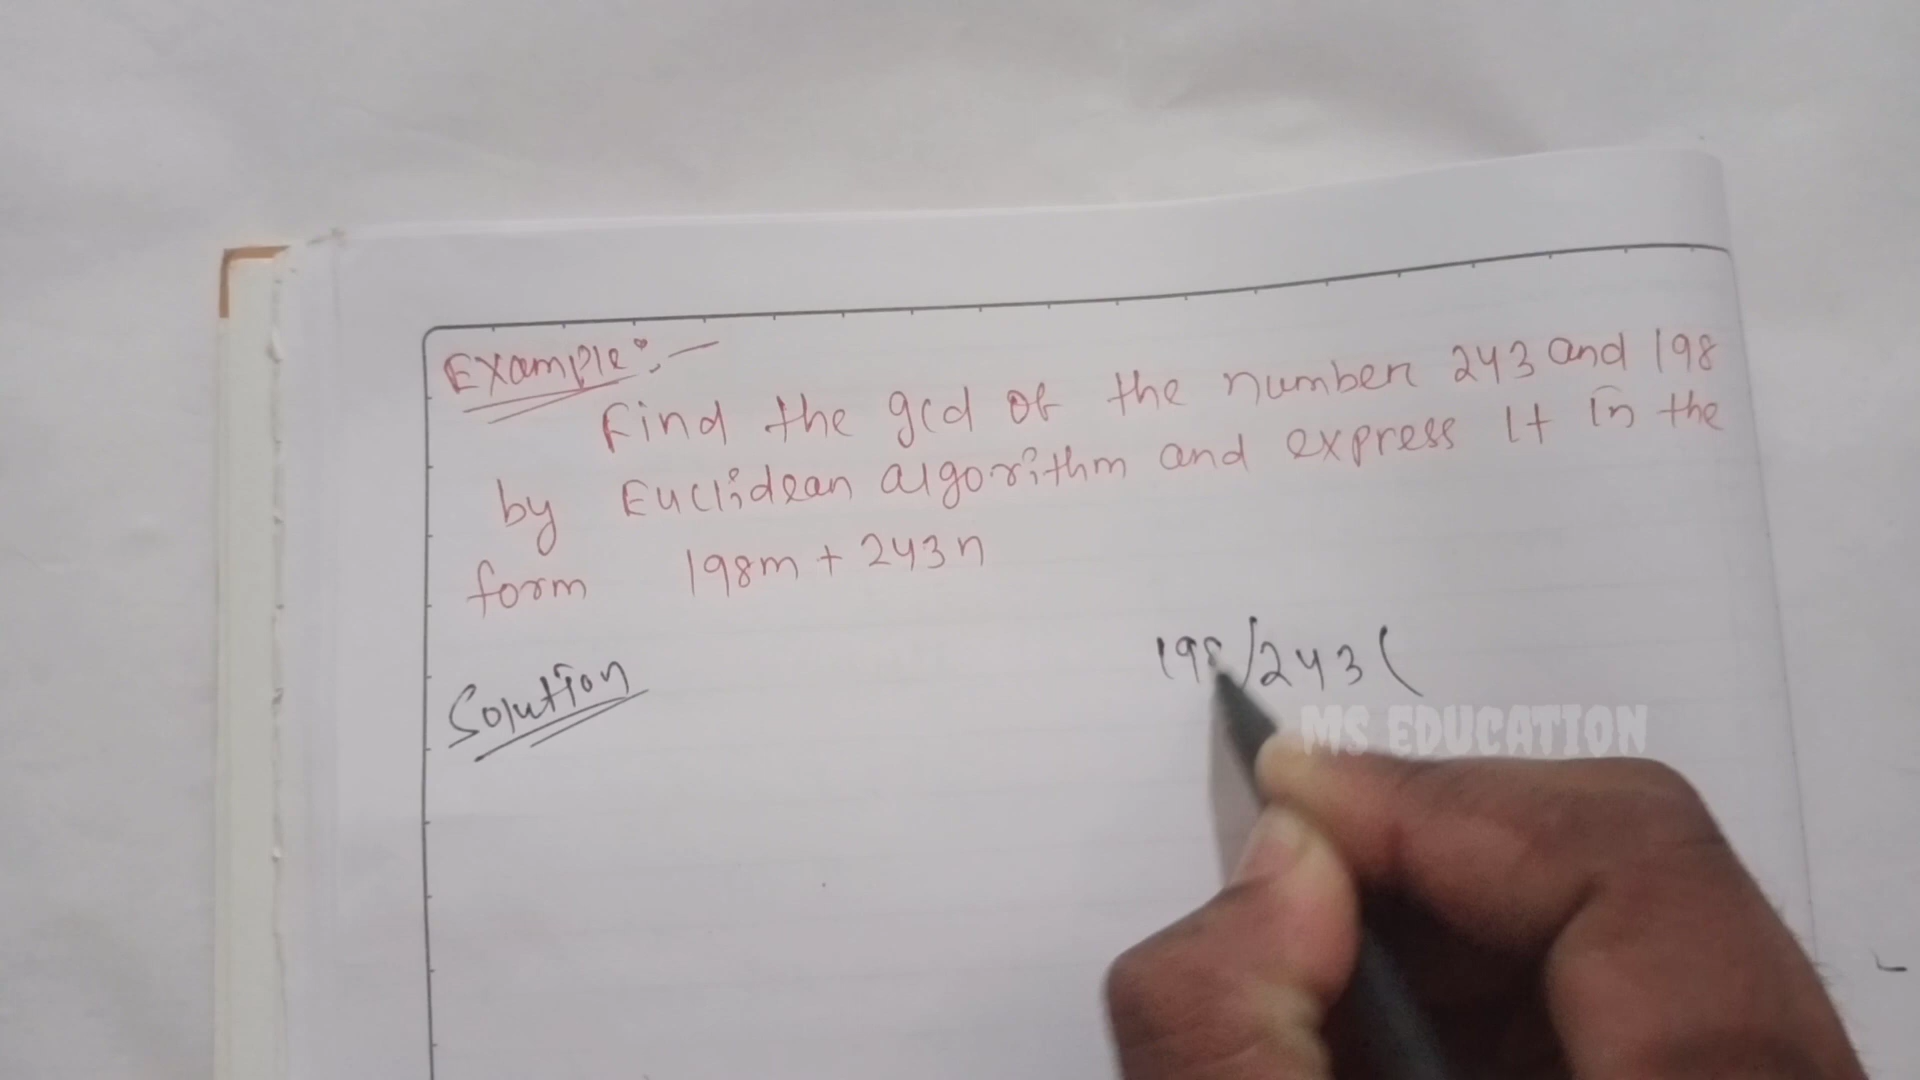 Example:-
Find the gcd of the number 243 and 198
by Euclidean algorithm and express it in the
form 198m + 243n
Solution
198)243(
MS EDUCATION